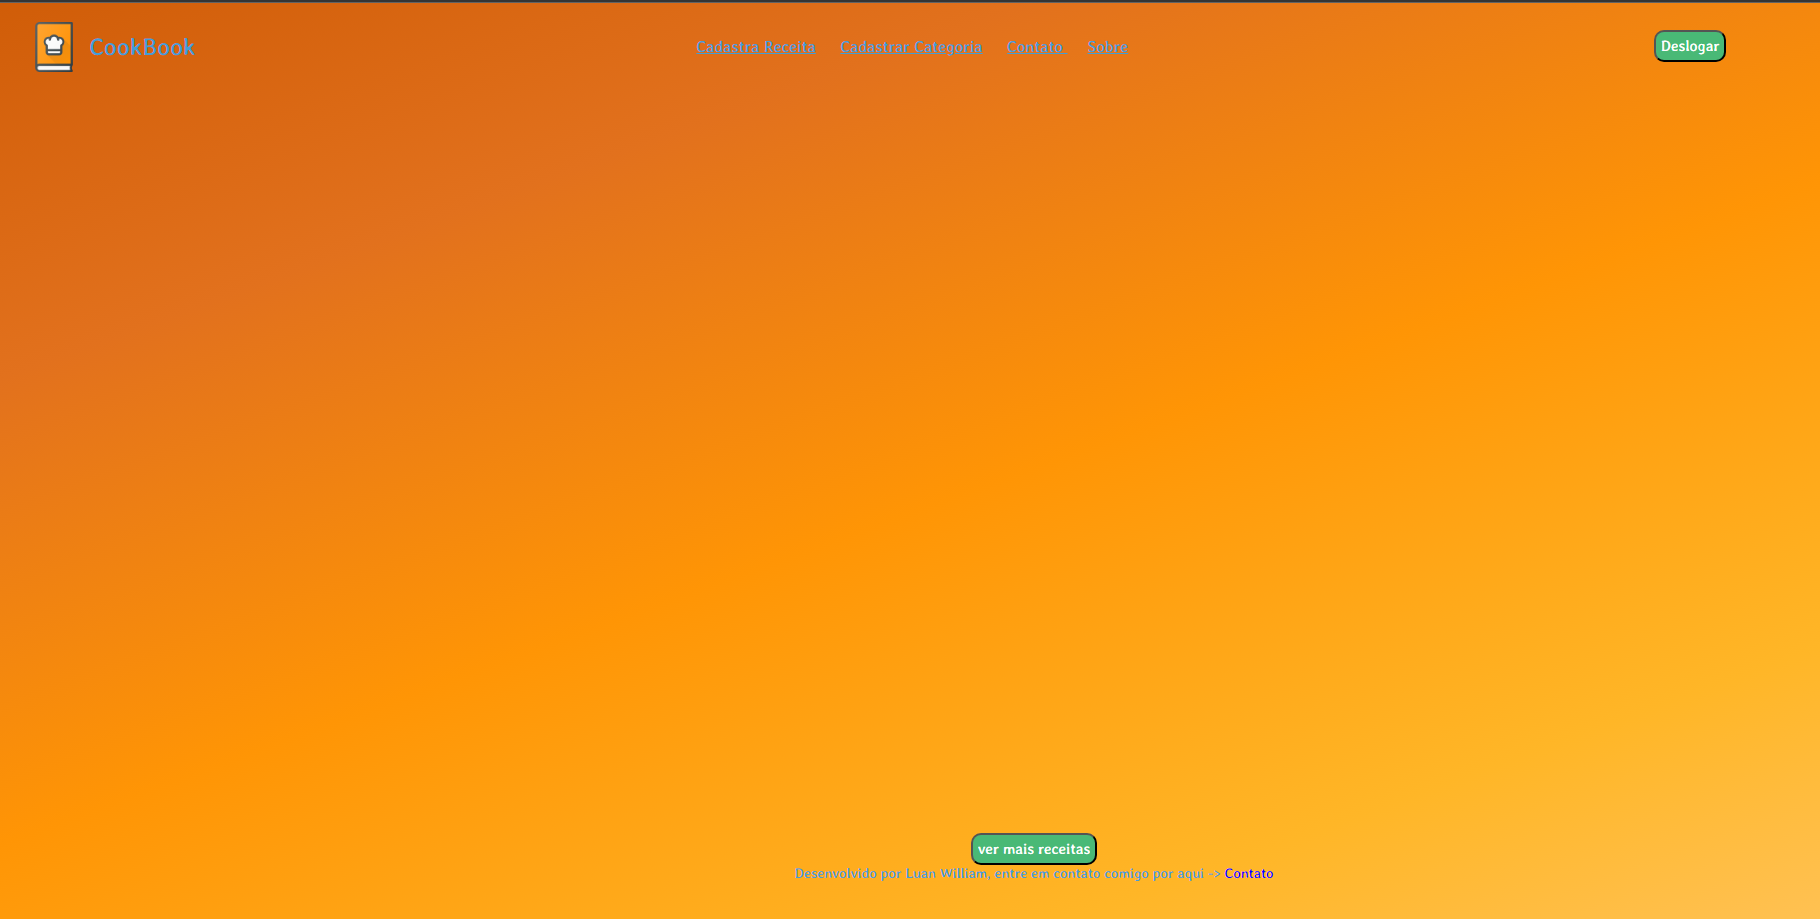 CookBook
Cadastra Receita Cadastrar Categoria Contato Sobre
Deslogar
ver mais receitas
Desenvolvido por Luan William, entre em contato comigo por aqui -> Contato